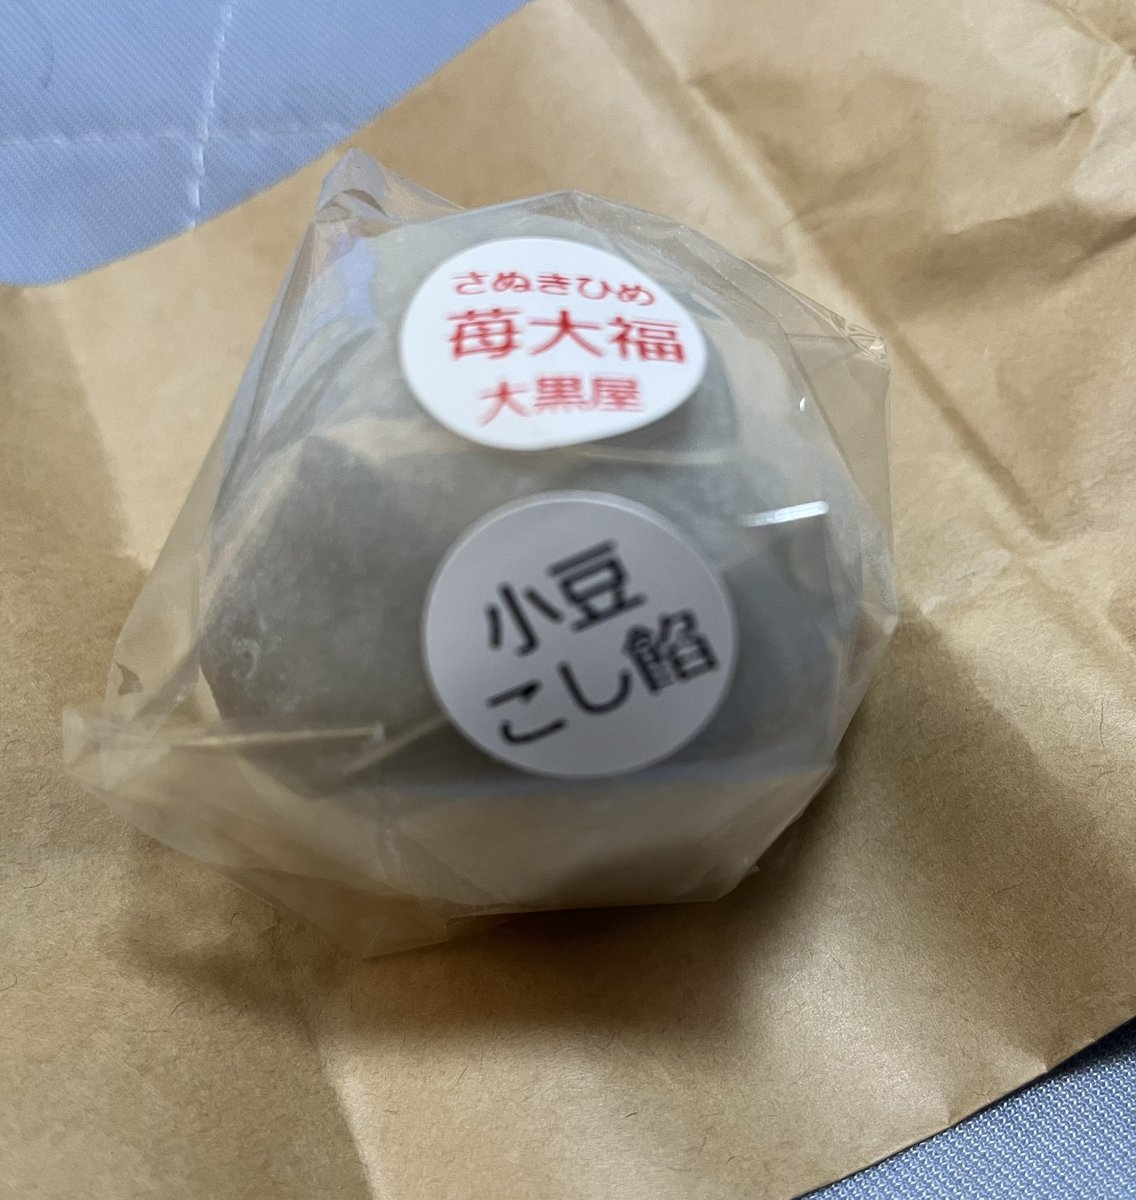 さぬきひめ
苺大福
大黒屋
小豆
こし餡